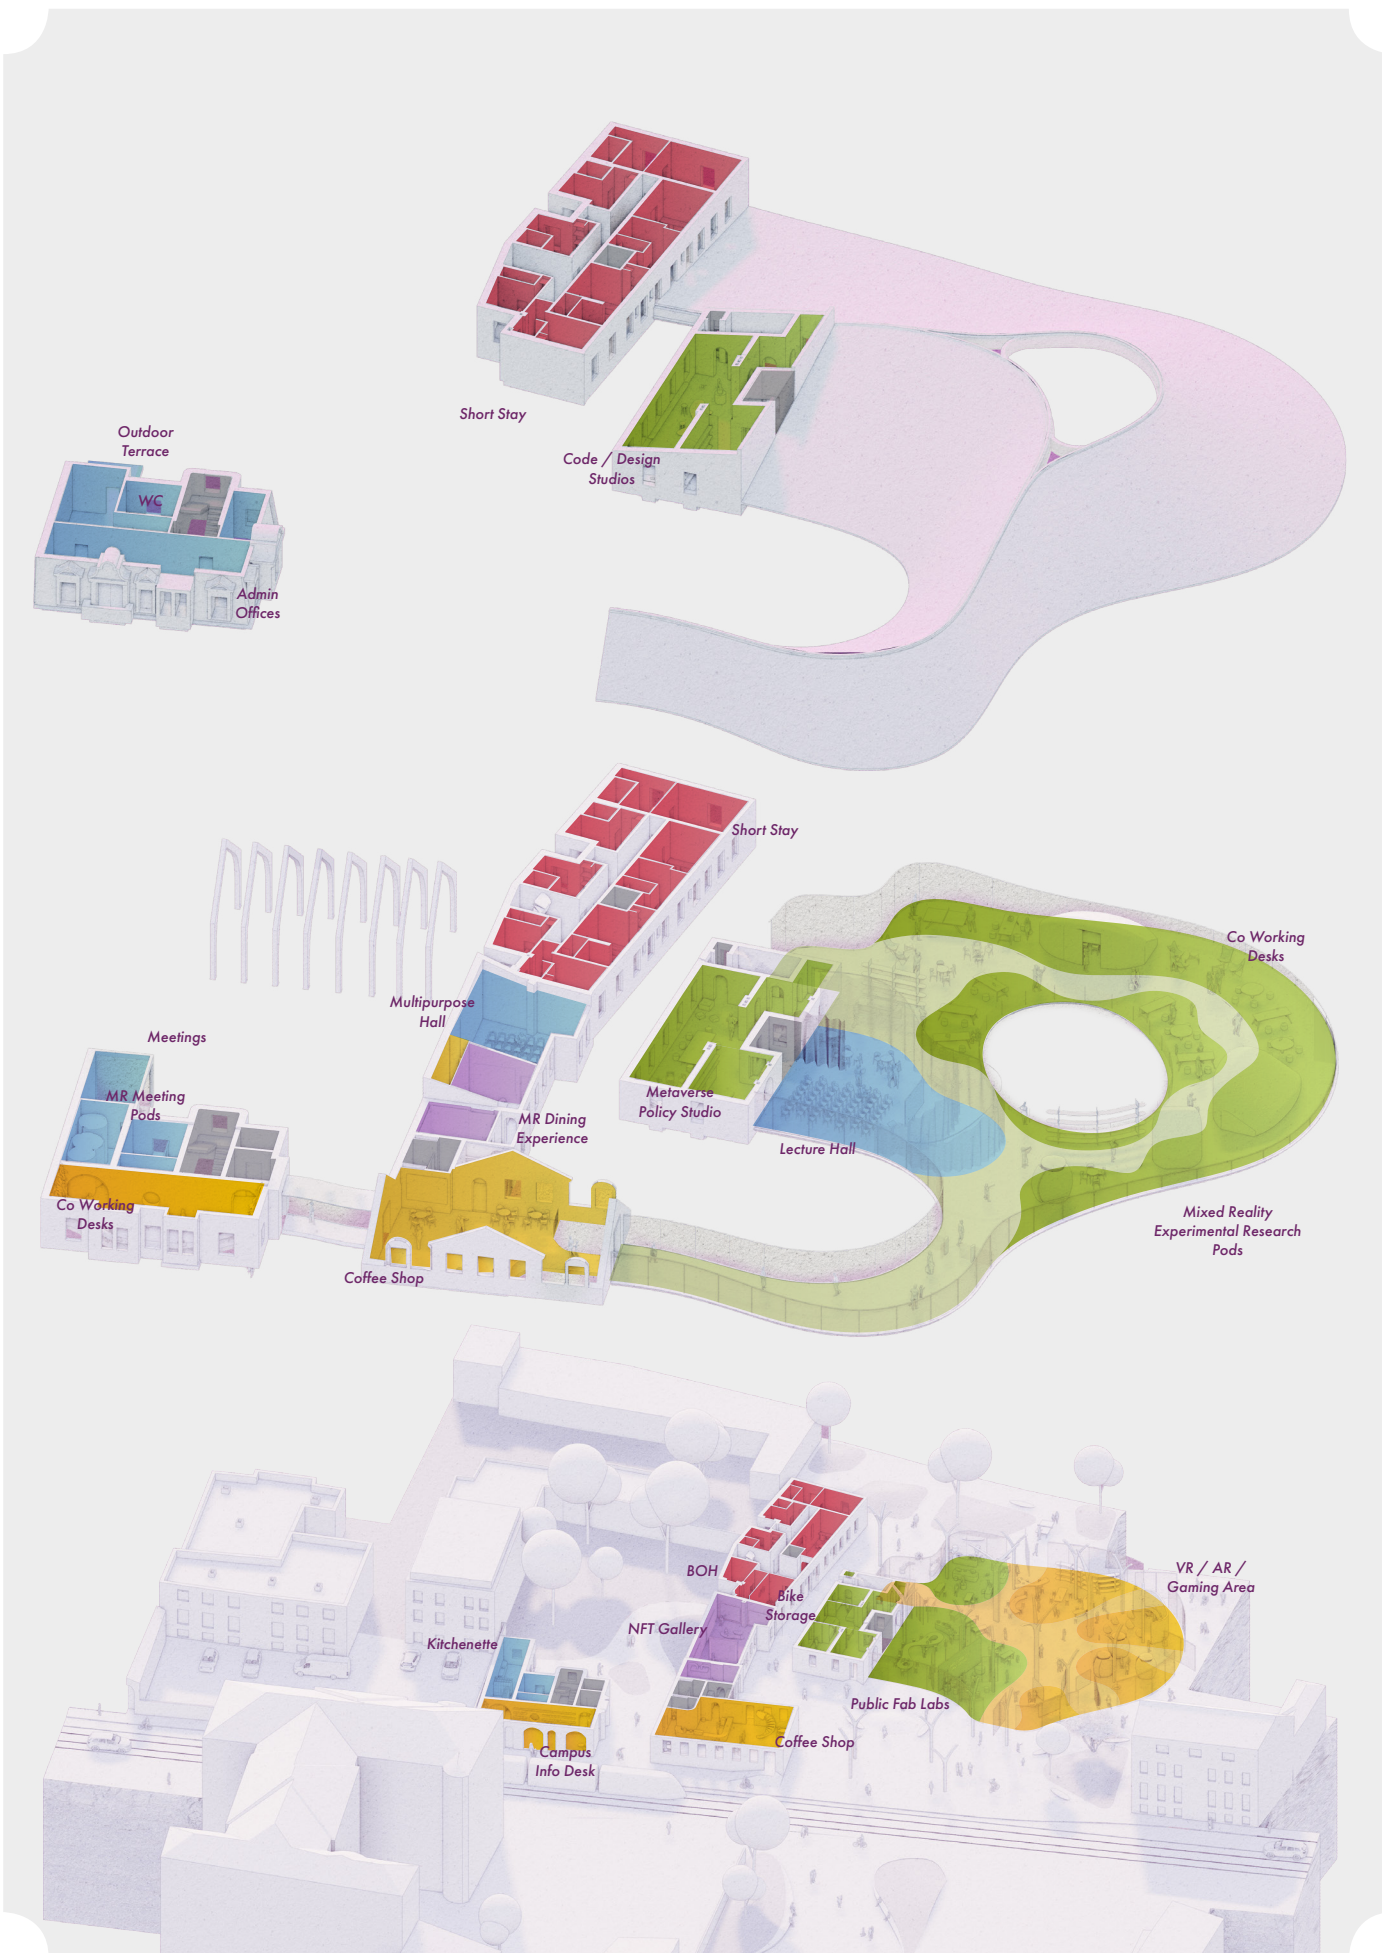 Short Stay
Outdoor
Terrace
WC
Code / Design
Studios
Admin
Offices
Short Stay
Co Working
Desks
Multipurpose
Hall
Meetings
MR Meeting
Pods
Metaverse
Policy Studio
MR Dining
Experience
Lecture Hall
Co Working
Desks
Mixed Reality
Experimental Research
Pods
Coffee Shop
BOH
VR / AR /
Gaming Area
Bike
Storage
NFT Gallery
Kitchenette
Public Fab Labs
Coffee Shop
Campus
Info Desk